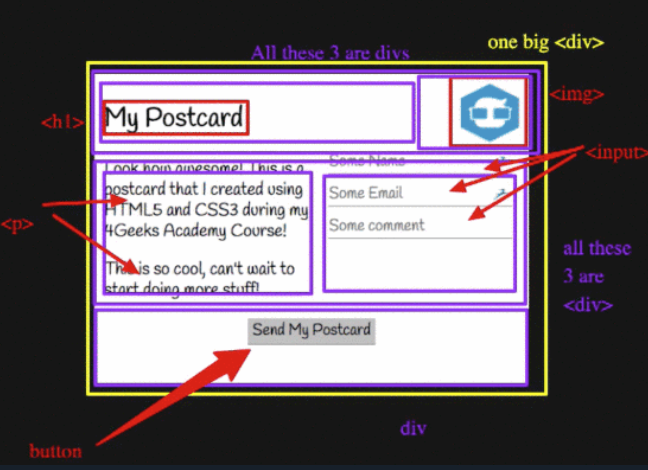 one big <div>
All these 3 are divs
<img>
<h1>
My Postcard
<input>
Look how awesome! This is a
postcard that I created using
HTML5 and CSS3 during my
4Geeks Academy Course!
This is so cool, can't wait to
start doing more stuff!
Some Name
Some Email
Some comment
<p>
all these
3 are
<div>
Send My Postcard
div
button